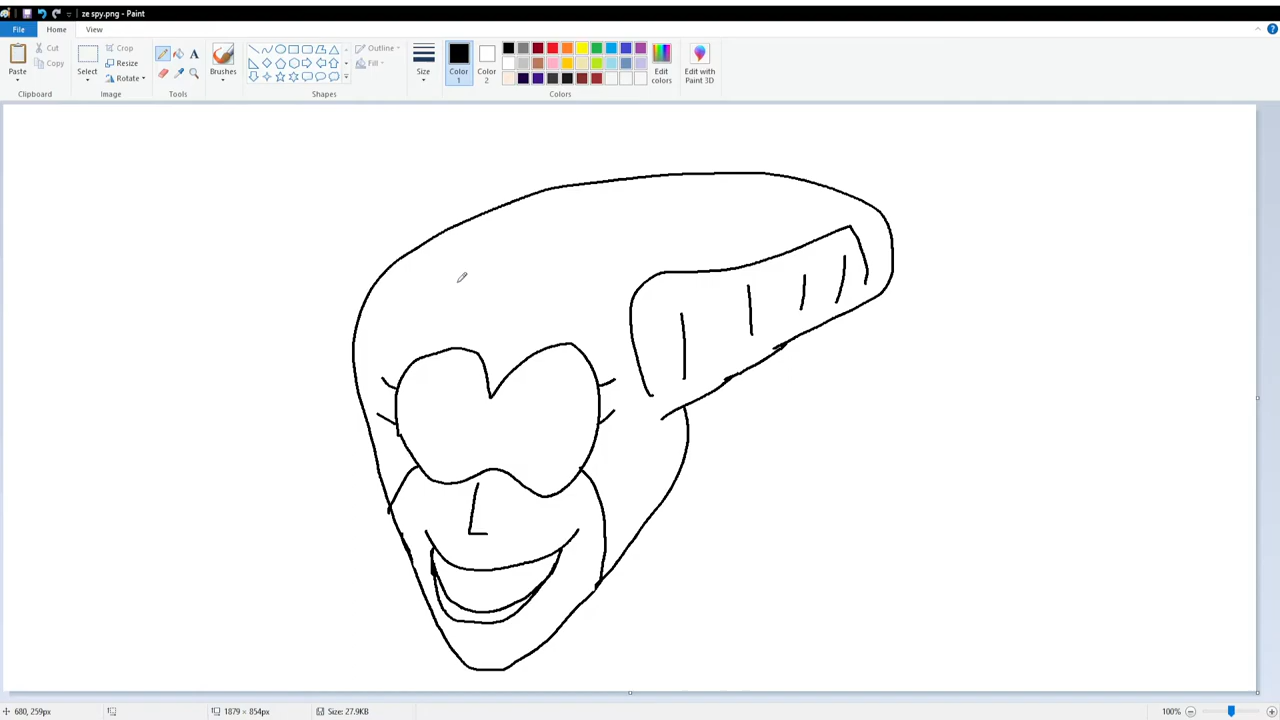 ze spy.png - Paint
File Home View
Paste
Cut
Copy
Clipboard
Select
Crop
Resize
Rotate
Image
A
Tools
Brushes
Outline
Fill
Shapes
Size
Color 1
Color 2
Edit colors
Colors
Edit with Paint 3D
680, 259px
1879 × 854px
Size: 27.9KB
100%